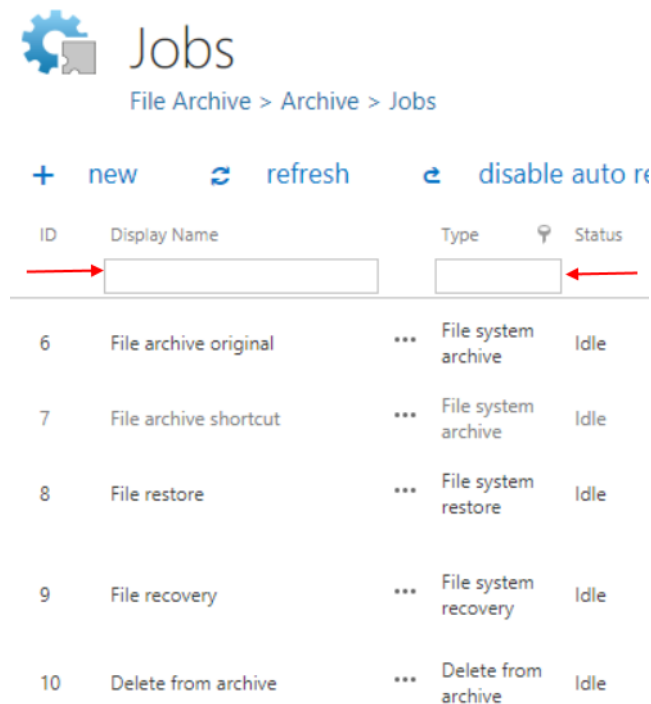 Jobs
File Archive > Archive > Jobs
+ new refresh disable auto
ID Display Name Type Status
6 File archive original ••• File system archive Idle
7 File archive shortcut ••• File system archive Idle
8 File restore ••• File system restore Idle
9 File recovery ••• File system recovery Idle
10 Delete from archive ••• Delete from archive Idle